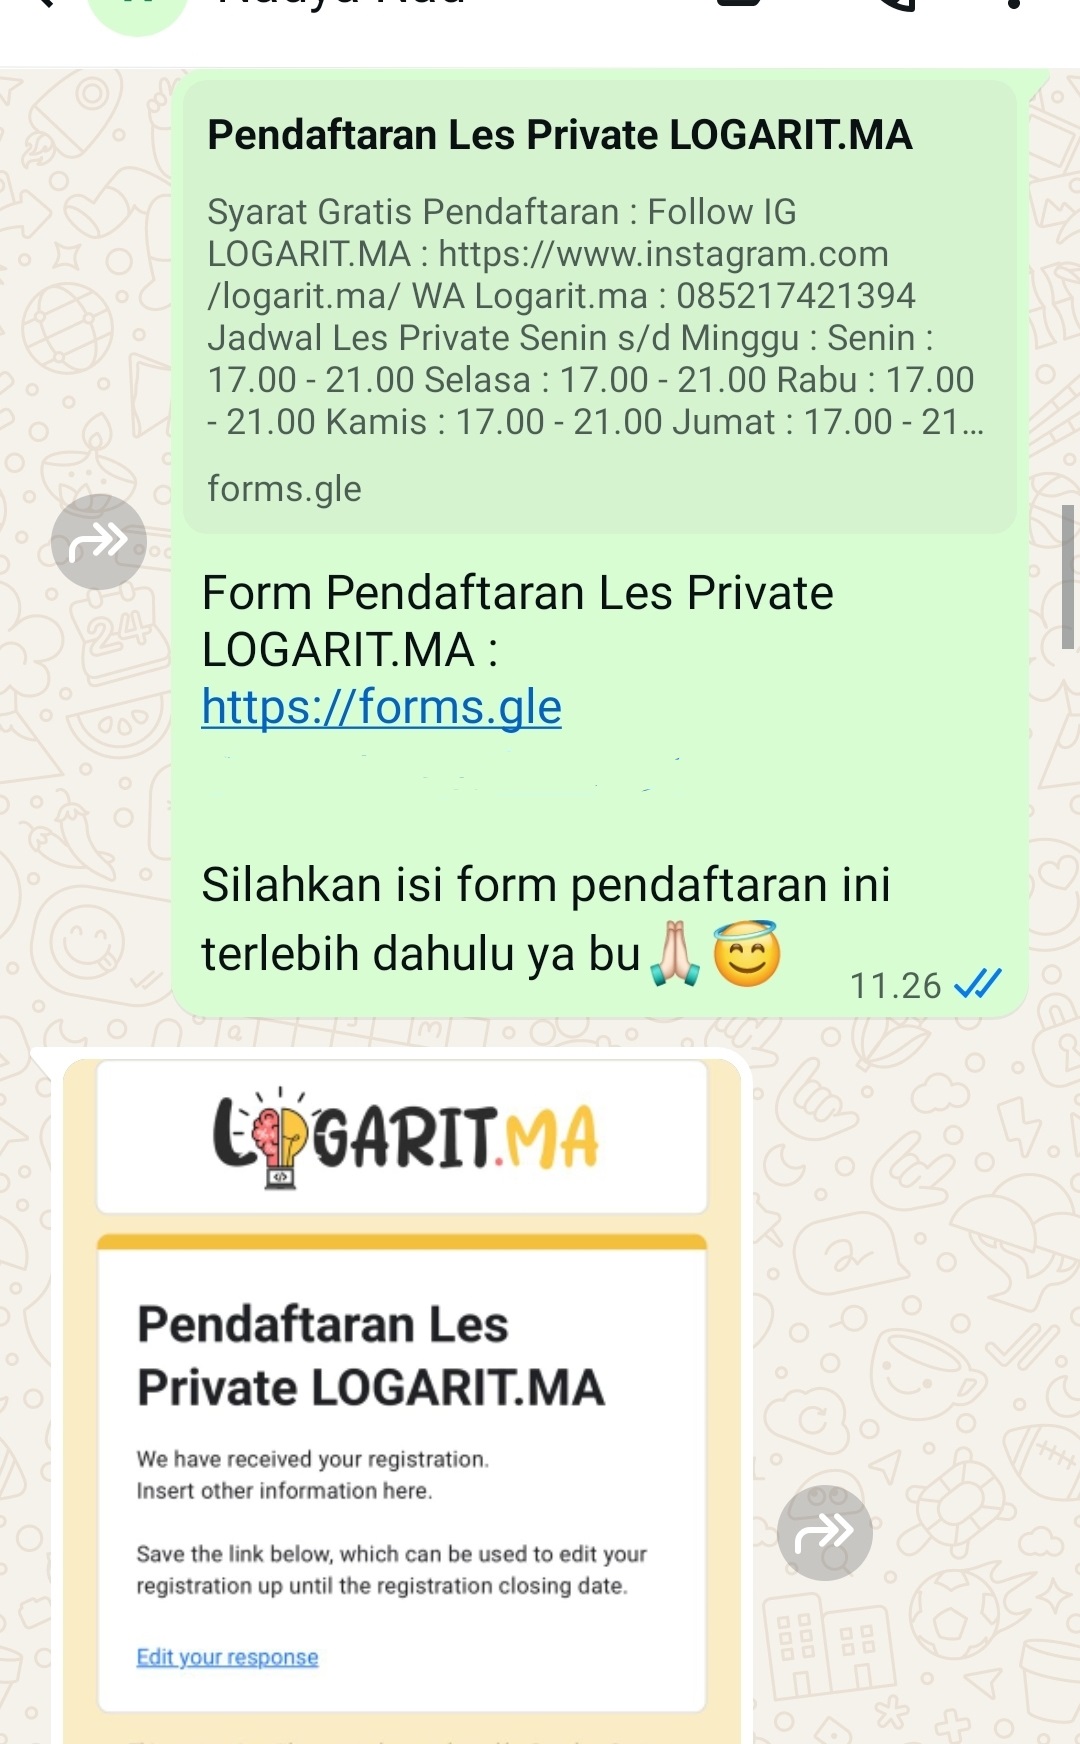 Pendaftaran Les Private LOGARIT.MA
Syarat Gratis Pendaftaran : Follow IG
LOGARIT.MA : https://www.instagram.com
/logarit.ma/ WA Logarit.ma : 085217421394
Jadwal Les Private Senin s/d Minggu : Senin :
17.00 - 21.00 Selasa : 17.00 - 21.00 Rabu : 17.00
- 21.00 Kamis : 17.00 - 21.00 Jumat : 17.00 - 21...
forms.gle
Form Pendaftaran Les Private
LOGARIT.MA :
https://forms.gle
Silahkan isi form pendaftaran ini
terlebih dahulu ya bu🙏🏻😇
11.26
LOGARIT.MA
Pendaftaran Les
Private LOGARIT.MA
We have received your registration.
Insert other information here.
Save the link below, which can be used to edit your
registration up until the registration closing date.
Edit your response